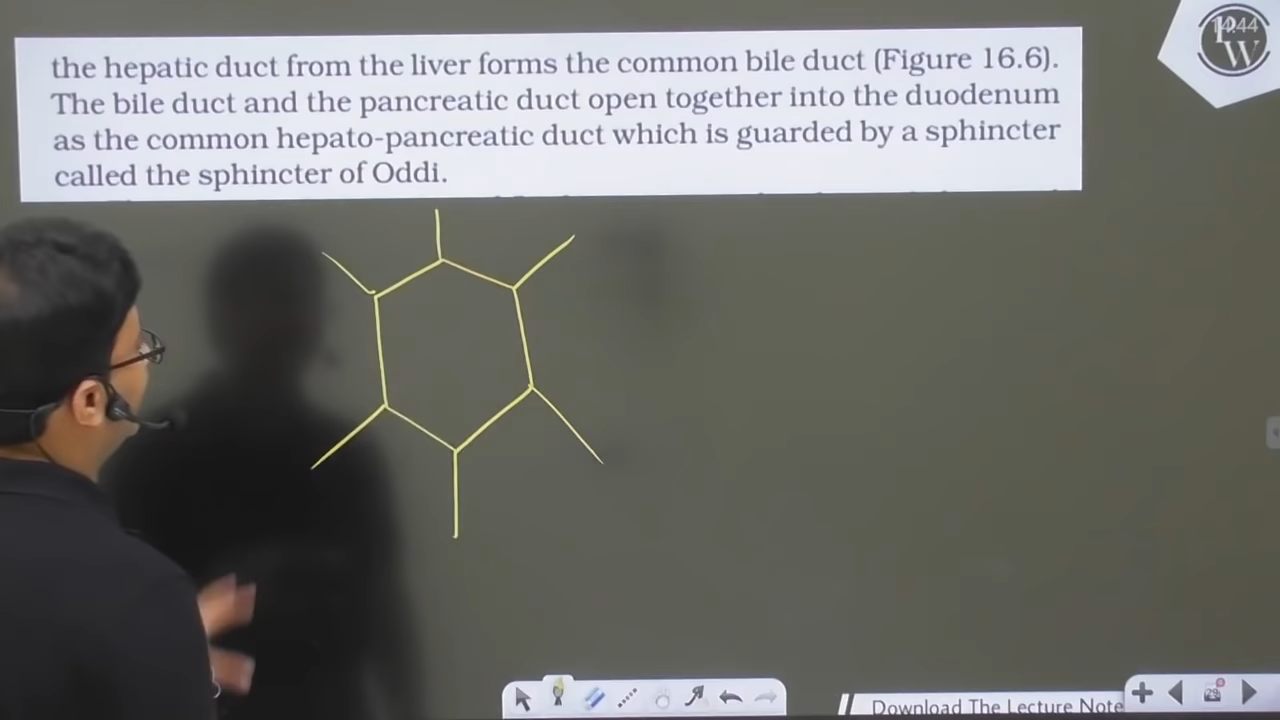 the hepatic duct from the liver forms the common bile duct (Figure 16.6).
The bile duct and the pancreatic duct open together into the duodenum
as the common hepato-pancreatic duct which is guarded by a sphincter
called the sphincter of Oddi.
P
W
29
Download The Lecture Note